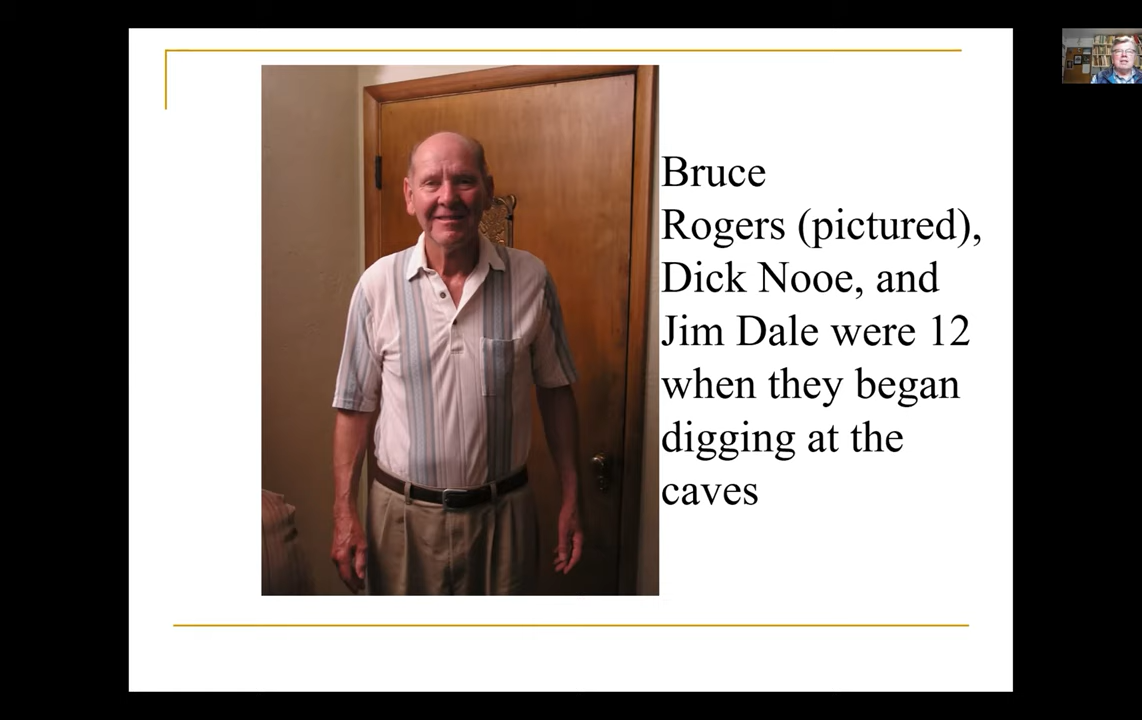 Bruce
Rogers (pictured),
Dick Nooe, and
Jim Dale were 12
when they began
digging at the
caves